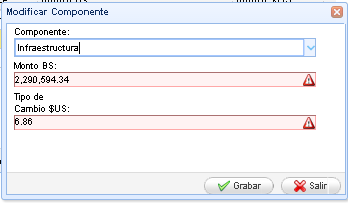 Modificar Componente
Componente:
Infraestructura
Monto BS:
2,290,594.34
Tipo de
Cambio $US:
6.86
Grabar
Salir